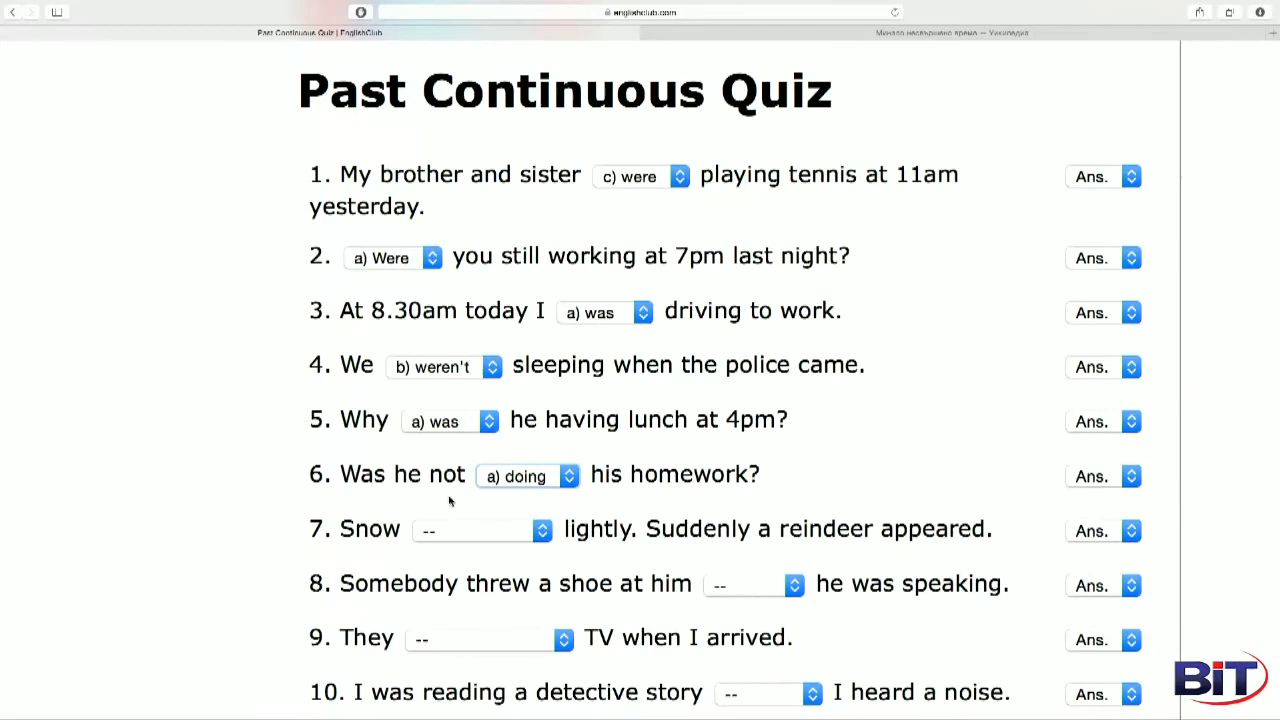 englishclub.com
Past Continuous Quiz | EnglishClub
Минало несвършено време — Уикипедия
Past Continuous Quiz
1. My brother and sister c) were playing tennis at 11am Ans.
yesterday.
2. a) Were you still working at 7pm last night? Ans.
3. At 8.30am today I a) was driving to work. Ans.
4. We b) weren't sleeping when the police came. Ans.
5. Why a) was he having lunch at 4pm? Ans.
6. Was he not a) doing his homework? Ans.
7. Snow -- lightly. Suddenly a reindeer appeared. Ans.
8. Somebody threw a shoe at him -- he was speaking. Ans.
9. They -- TV when I arrived. Ans.
10. I was reading a detective story -- I heard a noise. Ans.
BiT